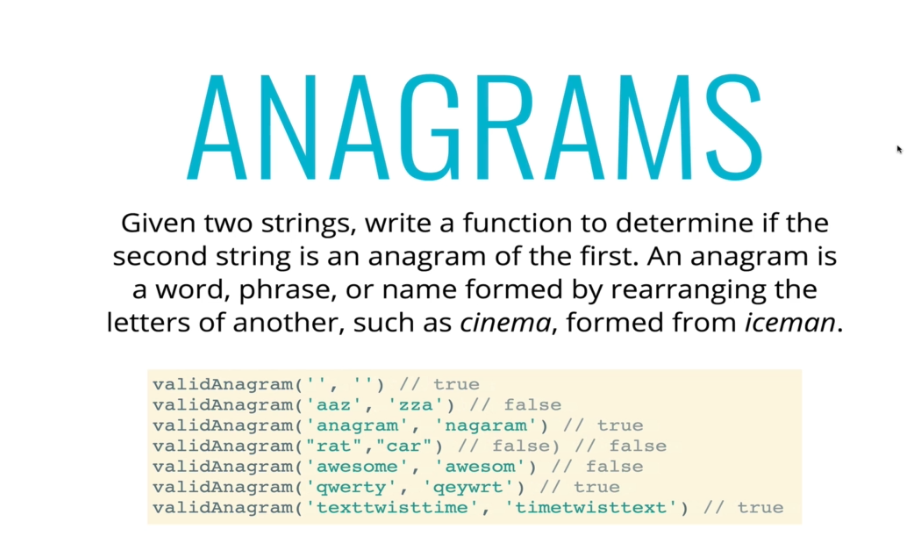 ANAGRAMS
Given two strings, write a function to determine if the
second string is an anagram of the first. An anagram is
a word, phrase, or name formed by rearranging the
letters of another, such as cinema, formed from iceman.
validAnagram('', '') // true
validAnagram('aaz', 'zza') // false
validAnagram('anagram', 'nagaram') // true
validAnagram("rat","car") // false) // false
validAnagram('awesome', 'awesom') // false
validAnagram('qwerty', 'qeywrt') // true
validAnagram('texttwisttime', 'timetwisttext') // true